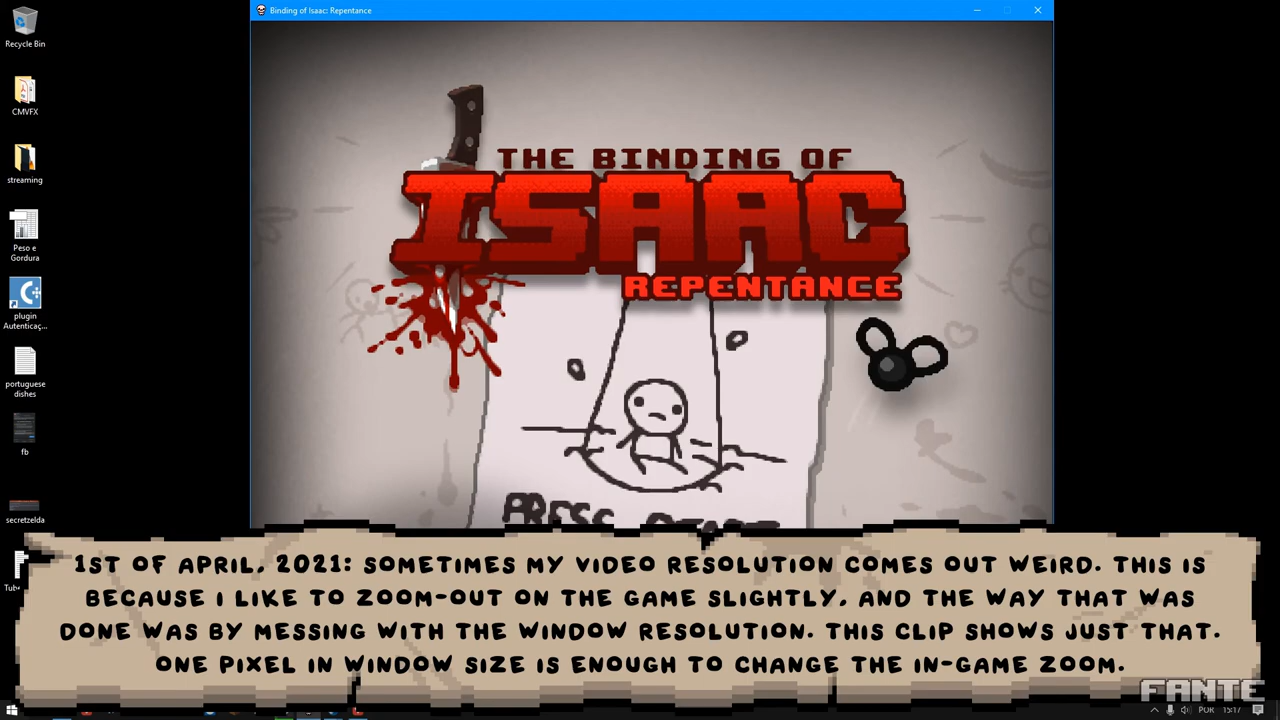 Binding of Isaac: Repentance
Recycle Bin
CMVFX
streaming
Peso e
Gordura
plugin
Autenticaç...
portuguese
dishes
fb
secretzelda
THE BINDING OF
ISAAC
REPENTANCE
1ST OF APRIL, 2021: SOMETIMES MY VIDEO RESOLUTION COMES OUT WEIRD. THIS IS
BECAUSE I LIKE TO ZOOM-OUT ON THE GAME SLIGHTLY, AND THE WAY THAT WAS
DONE WAS BY MESSING WITH THE WINDOW RESOLUTION. THIS CLIP SHOWS JUST THAT.
ONE PIXEL IN WINDOW SIZE IS ENOUGH TO CHANGE THE IN-GAME ZOOM.
FANTE
POR 15:17